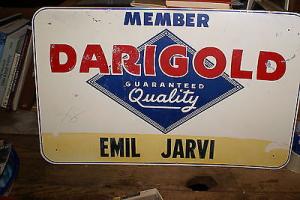 MEMBER
DARIGOLD
GUARANTEED
Quality
EMIL JARVI